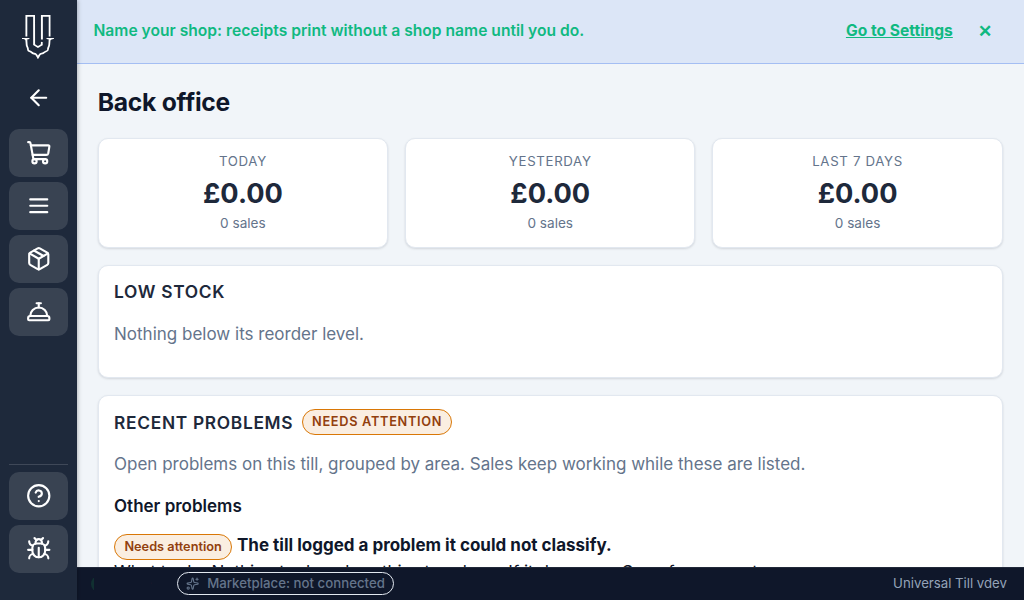 Name your shop: receipts print without a shop name until you do.
Go to Settings
Back office
TODAY
£0.00
0 sales
YESTERDAY
£0.00
0 sales
LAST 7 DAYS
£0.00
0 sales
LOW STOCK
Nothing below its reorder level.
RECENT PROBLEMS NEEDS ATTENTION
Open problems on this till, grouped by area. Sales keep working while these are listed.
Other problems
Needs attention The till logged a problem it could not classify.
Marketplace: not connected
Universal Till vdev